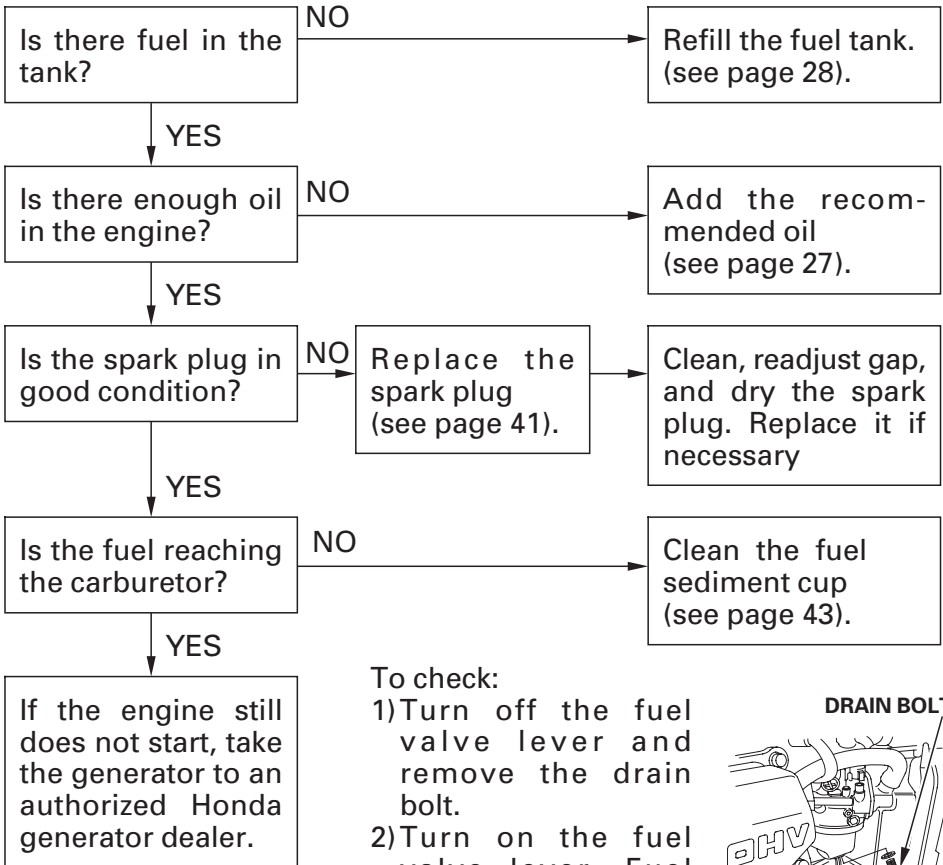 Is there fuel in the
tank?
NO
Refill the fuel tank.
(see page 28).
YES
Is there enough oil
in the engine?
NO
Add the recom-
mended oil
(see page 27).
YES
Is the spark plug in
good condition?
NO
Replace the
spark plug
(see page 41).
Clean, readjust gap,
and dry the spark
plug. Replace it if
necessary
YES
Is the fuel reaching
the carburetor?
NO
Clean the fuel
sediment cup
(see page 43).
YES
If the engine still
does not start, take
the generator to an
authorized Honda
generator dealer.
To check:
1) Turn off the fuel
valve lever and
remove the drain
bolt.
2) Turn on the fuel
valve lever. Fuel
DRAIN BOLT
OHV